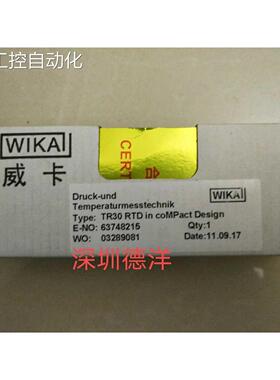 工控自动化
WIKA
威卡
CERT
合
Druck-und
WIKA
Temperaturmesstechnik
Type: TR30 RTD in coMPact Design
E-NO: 63748215 Qty:1
WO: 03289081 Date:11.09.17
深圳德洋